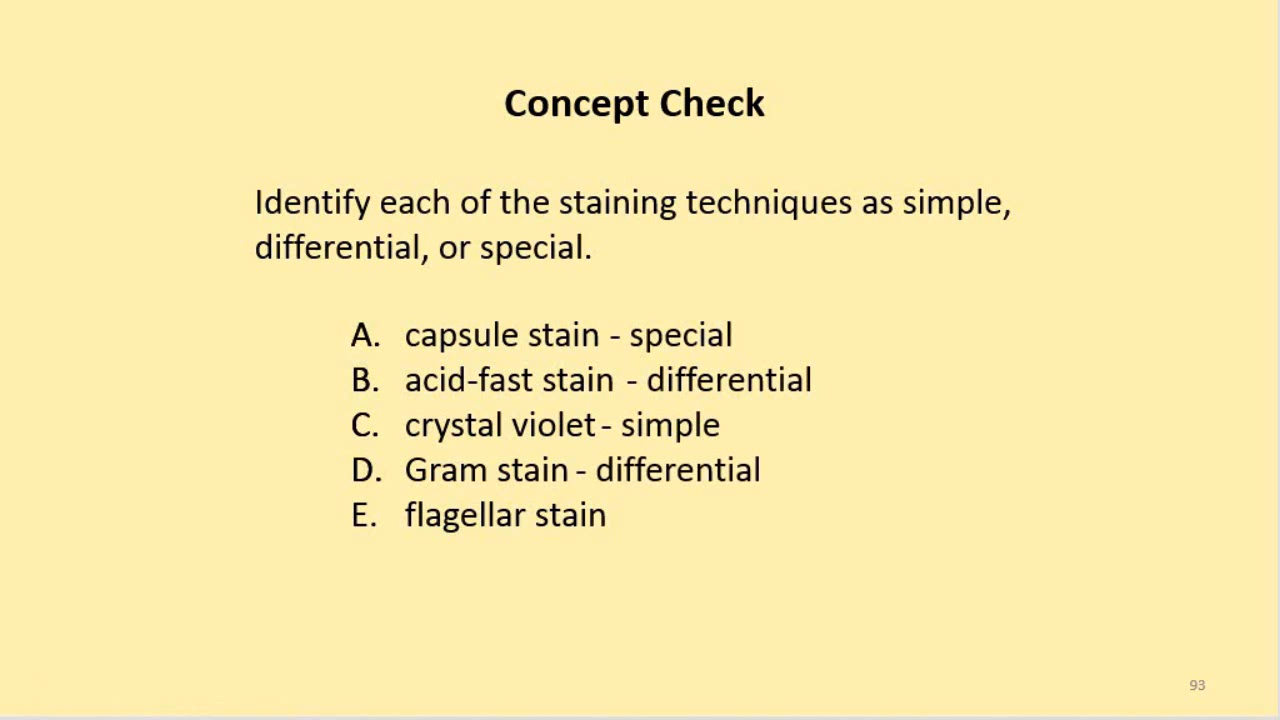 Concept Check
Identify each of the staining techniques as simple,
differential, or special.
A. capsule stain - special
B. acid-fast stain - differential
C. crystal violet - simple
D. Gram stain - differential
E. flagellar stain
93